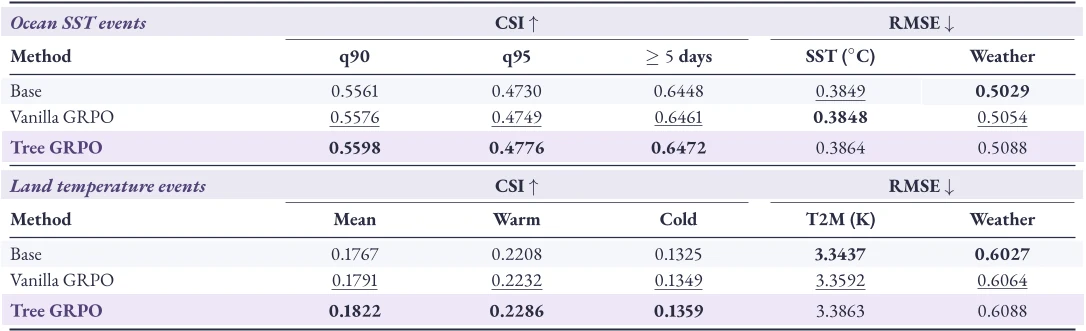 Ocean SST events CSI ↑ RMSE ↓
Method q90 q95 ≥ 5 days SST (°C) Weather
Base 0.5561 0.4730 0.6448 0.3849 0.5029
Vanilla GRPO 0.5576 0.4749 0.6461 0.3848 0.5054
Tree GRPO 0.5598 0.4776 0.6472 0.3864 0.5088
Land temperature events CSI ↑ RMSE ↓
Method Mean Warm Cold T2M (K) Weather
Base 0.1767 0.2208 0.1325 3.3437 0.6027
Vanilla GRPO 0.1791 0.2232 0.1349 3.3592 0.6064
Tree GRPO 0.1822 0.2286 0.1359 3.3863 0.6088